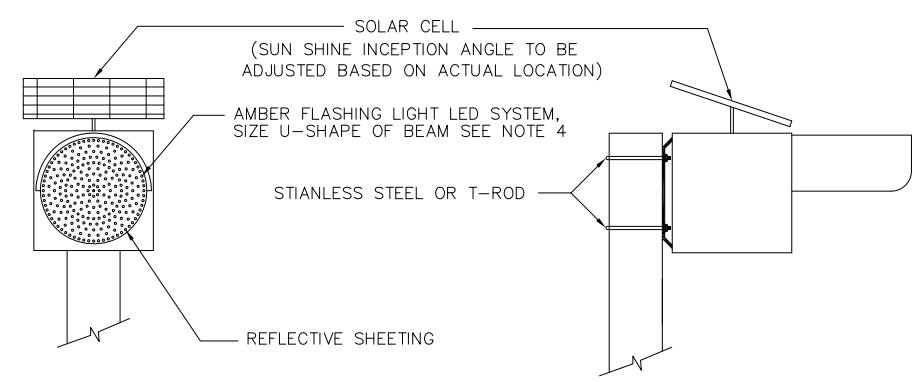 SOLAR CELL
(SUN SHINE INCEPTION ANGLE TO BE
ADJUSTED BASED ON ACTUAL LOCATION)
AMBER FLASHING LIGHT LED SYSTEM,
SIZE U-SHAPE OF BEAM SEE NOTE 4
STIANLESS STEEL OR T-ROD
REFLECTIVE SHEETING